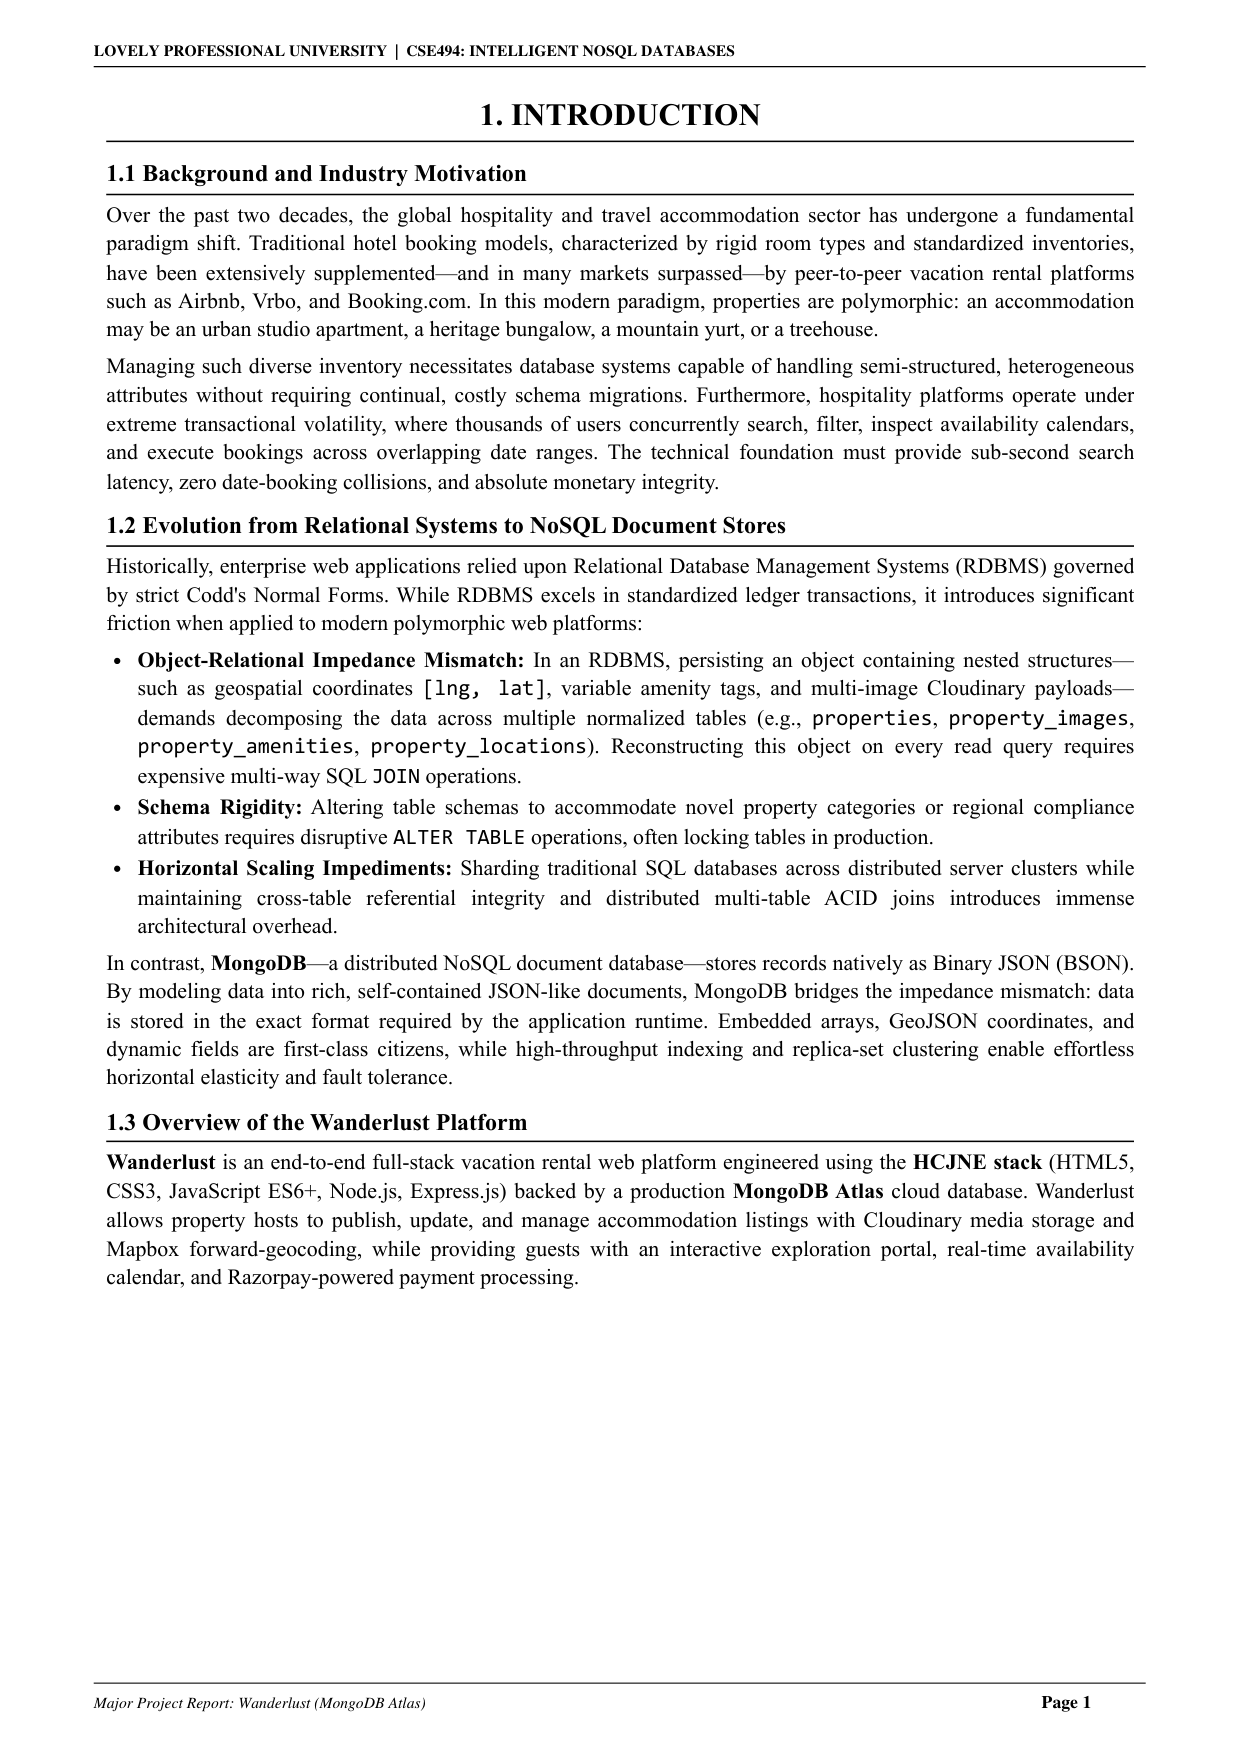 LOVELY PROFESSIONAL UNIVERSITY | CSE494: INTELLIGENT NOSQL DATABASES
1. INTRODUCTION
1.1 Background and Industry Motivation
Over the past two decades, the global hospitality and travel accommodation sector has undergone a fundamental
paradigm shift. Traditional hotel booking models, characterized by rigid room types and standardized inventories,
have been extensively supplemented—and in many markets surpassed—by peer-to-peer vacation rental platforms
such as Airbnb, Vrbo, and Booking.com. In this modern paradigm, properties are polymorphic: an accommodation
may be an urban studio apartment, a heritage bungalow, a mountain yurt, or a treehouse.
Managing such diverse inventory necessitates database systems capable of handling semi-structured, heterogeneous
attributes without requiring continual, costly schema migrations. Furthermore, hospitality platforms operate under
extreme transactional volatility, where thousands of users concurrently search, filter, inspect availability calendars,
and execute bookings across overlapping date ranges. The technical foundation must provide sub-second search
latency, zero date-booking collisions, and absolute monetary integrity.
1.2 Evolution from Relational Systems to NoSQL Document Stores
Historically, enterprise web applications relied upon Relational Database Management Systems (RDBMS) governed
by strict Codd's Normal Forms. While RDBMS excels in standardized ledger transactions, it introduces significant
friction when applied to modern polymorphic web platforms:
• Object-Relational Impedance Mismatch: In an RDBMS, persisting an object containing nested structures—
such as geospatial coordinates [lng, lat], variable amenity tags, and multi-image Cloudinary payloads—
demands decomposing the data across multiple normalized tables (e.g., properties, property_images,
property_amenities, property_locations). Reconstructing this object on every read query requires
expensive multi-way SQL JOIN operations.
• Schema Rigidity: Altering table schemas to accommodate novel property categories or regional compliance
attributes requires disruptive ALTER TABLE operations, often locking tables in production.
• Horizontal Scaling Impediments: Sharding traditional SQL databases across distributed server clusters while
maintaining cross-table referential integrity and distributed multi-table ACID joins introduces immense
architectural overhead.
In contrast, MongoDB—a distributed NoSQL document database—stores records natively as Binary JSON (BSON).
By modeling data into rich, self-contained JSON-like documents, MongoDB bridges the impedance mismatch: data
is stored in the exact format required by the application runtime. Embedded arrays, GeoJSON coordinates, and
dynamic fields are first-class citizens, while high-throughput indexing and replica-set clustering enable effortless
horizontal elasticity and fault tolerance.
1.3 Overview of the Wanderlust Platform
Wanderlust is an end-to-end full-stack vacation rental web platform engineered using the HCJNE stack (HTML5,
CSS3, JavaScript ES6+, Node.js, Express.js) backed by a production MongoDB Atlas cloud database. Wanderlust
allows property hosts to publish, update, and manage accommodation listings with Cloudinary media storage and
Mapbox forward-geocoding, while providing guests with an interactive exploration portal, real-time availability
calendar, and Razorpay-powered payment processing.
Major Project Report: Wanderlust (MongoDB Atlas)
Page 1